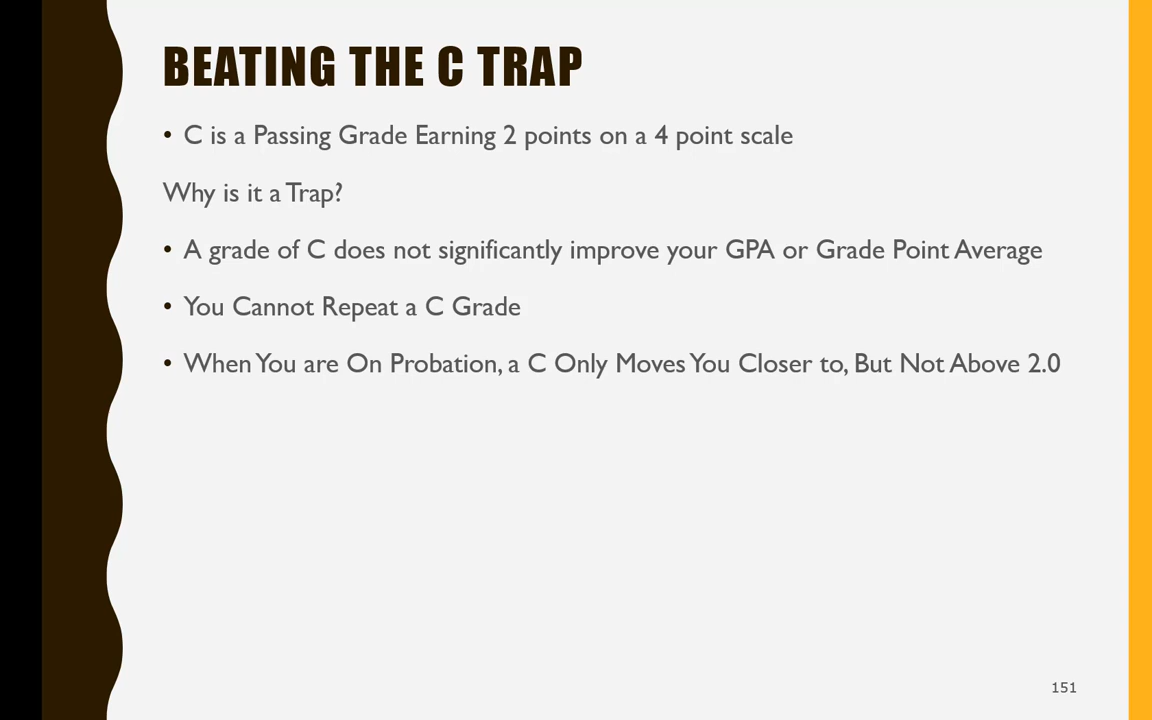 BEATING THE C TRAP
• C is a Passing Grade Earning 2 points on a 4 point scale
Why is it a Trap?
• A grade of C does not significantly improve your GPA or Grade Point Average
• You Cannot Repeat a C Grade
• When You are On Probation, a C Only Moves You Closer to, But Not Above 2.0
151